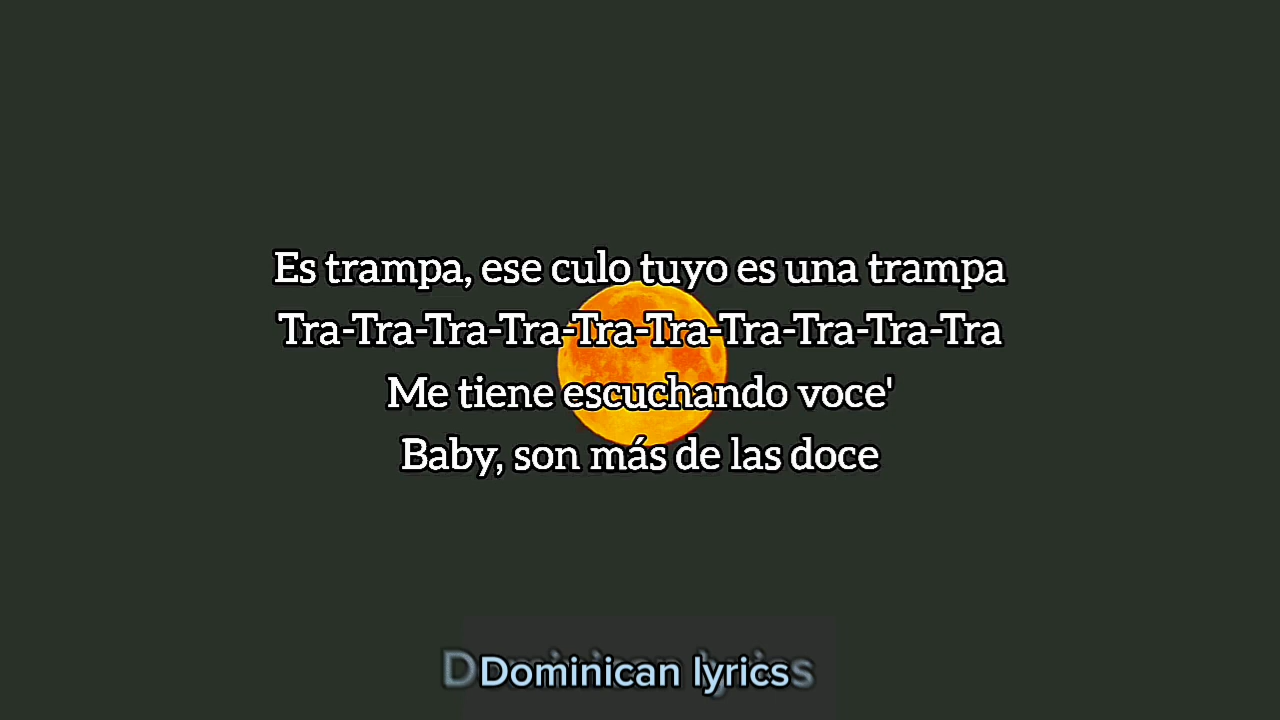 Es trampa, ese culo tuyo es una trampa
Tra-Tra-Tra-Tra-Tra-Tra-Tra-Tra-Tra-Tra
Me tiene escuchando voce'
Baby, son más de las doce
Dominican lyrics